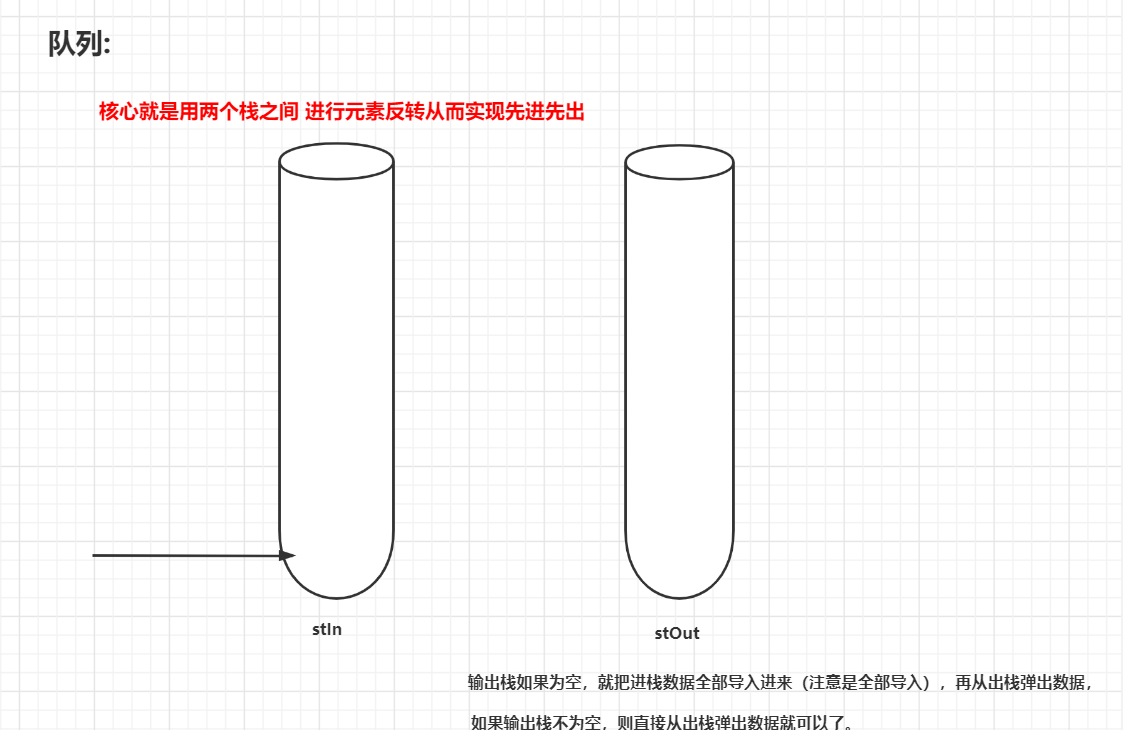 队列:
核心就是用两个栈之间 进行元素反转从而实现先进先出
stIn
stOut
输出栈如果为空，就把进栈数据全部导入进来（注意是全部导入），再从出栈弹出数据，
如果输出栈不为空，则直接从出栈弹出数据就可以了。